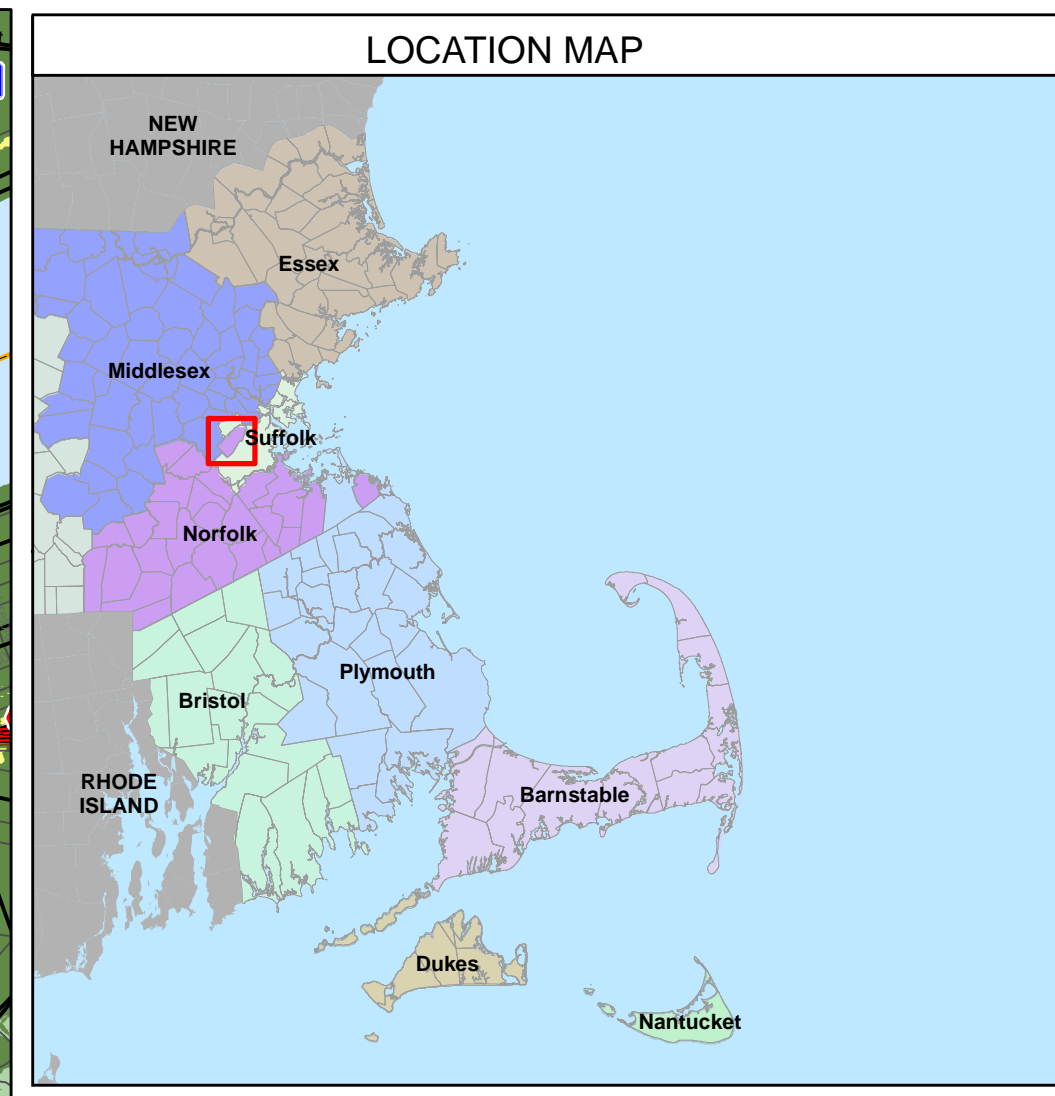 LOCATION MAP
NEW
HAMPSHIRE
Essex
Middlesex
Suffolk
Norfolk
Plymouth
Bristol
RHODE
ISLAND
Barnstable
Dukes
Nantucket